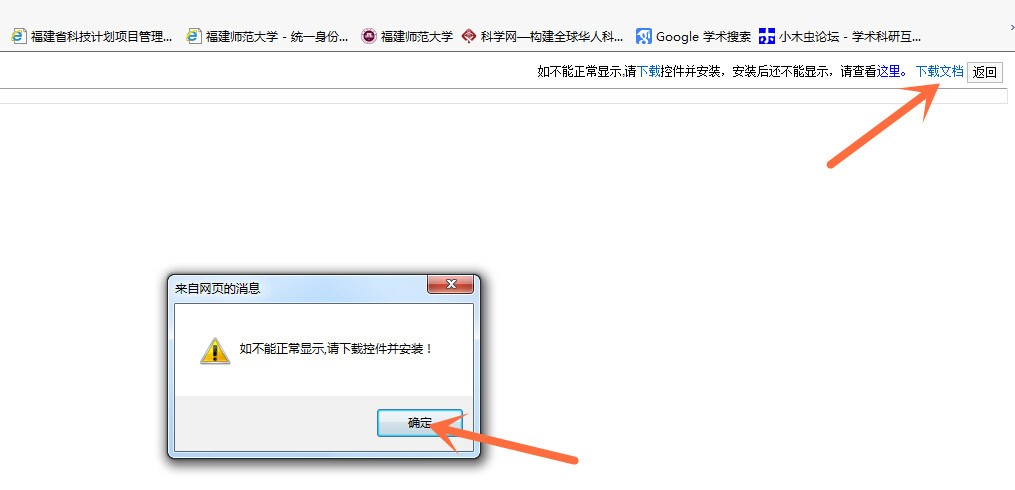 福建省科技计划项目管理... 福建师范大学 - 统一身份... 福建师范大学 科学网—构建全球华人科... Google 学术搜索 小木虫论坛 - 学术科研互...
如不能正常显示,请下载控件并安装，安装后还不能显示，请查看这里。 下载文档 返回
来自网页的消息
如不能正常显示,请下载控件并安装！
确定